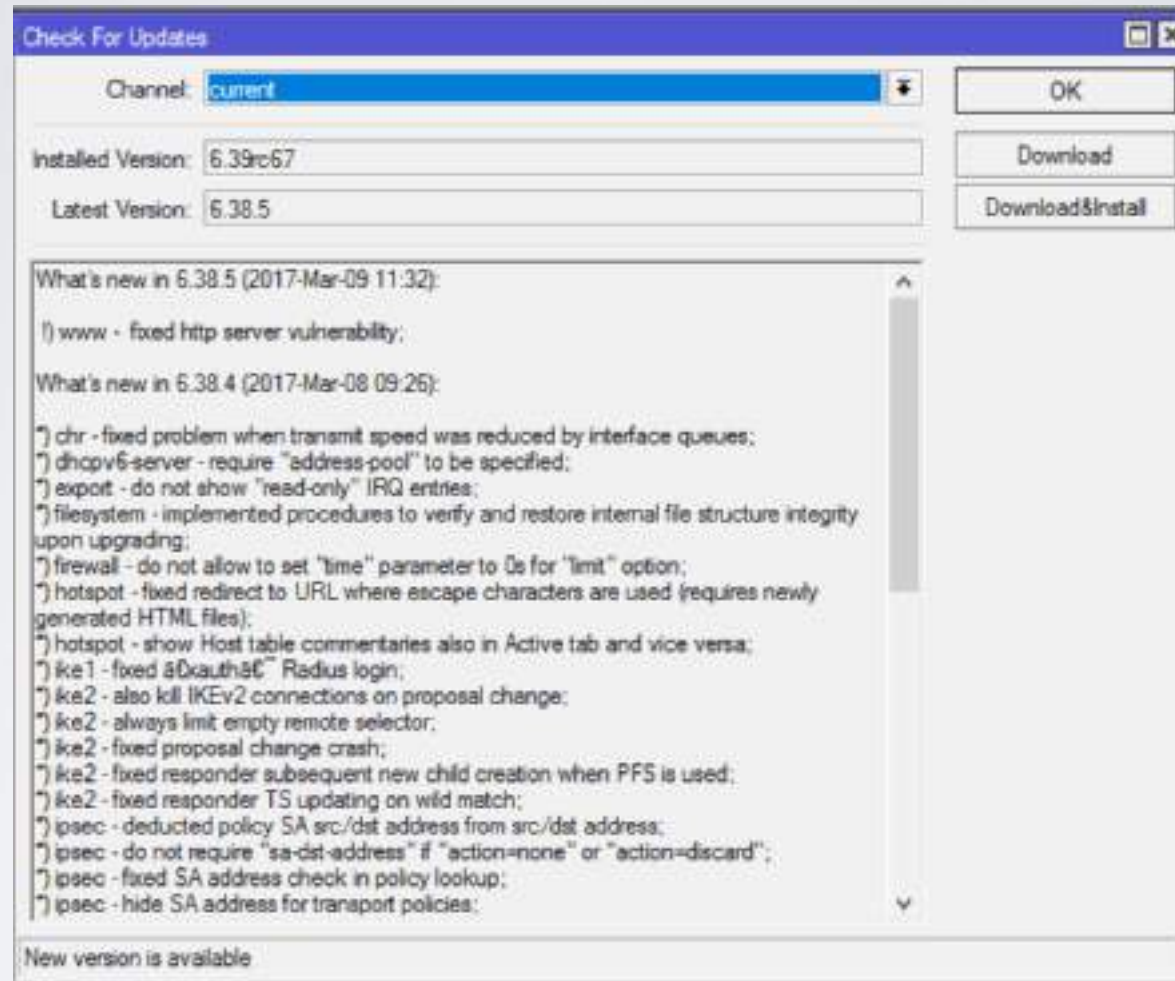 Check For Updates
Channel: current
OK
Installed Version: 6.39rc67
Download
Latest Version: 6.38.5
Download&Install
What's new in 6.38.5 (2017-Mar-09 11:32):
!) www - fixed http server vulnerability;
What's new in 6.38.4 (2017-Mar-08 09:26):
*) chr - fixed problem when transmit speed was reduced by interface queues;
*) dhcpv6-server - require "address-pool" to be specified;
*) export - do not show "read-only" IRQ entries;
*) filesystem - implemented procedures to verify and restore internal file structure integrity
upon upgrading;
*) firewall - do not allow to set "time" parameter to 0s for "limit" option;
*) hotspot - fixed redirect to URL where escape characters are used (requires newly
generated HTML files);
*) hotspot - show Host table commentaries also in Active tab and vice versa;
*) ike1 - fixed Radius login;
*) ike2 - also kill IKEv2 connections on proposal change;
*) ike2 - always limit empty remote selector;
*) ike2 - fixed proposal change crash;
*) ike2 - fixed responder subsequent new child creation when PFS is used;
*) ike2 - fixed responder TS updating on wild match;
*) ipsec - deducted policy SA src/dst address from src/dst address;
*) ipsec - do not require "sa-dst-address" if "action=none" or "action=discard";
*) ipsec - fixed SA address check in policy lookup;
*) ipsec - hide SA address for transport policies;
New version is available